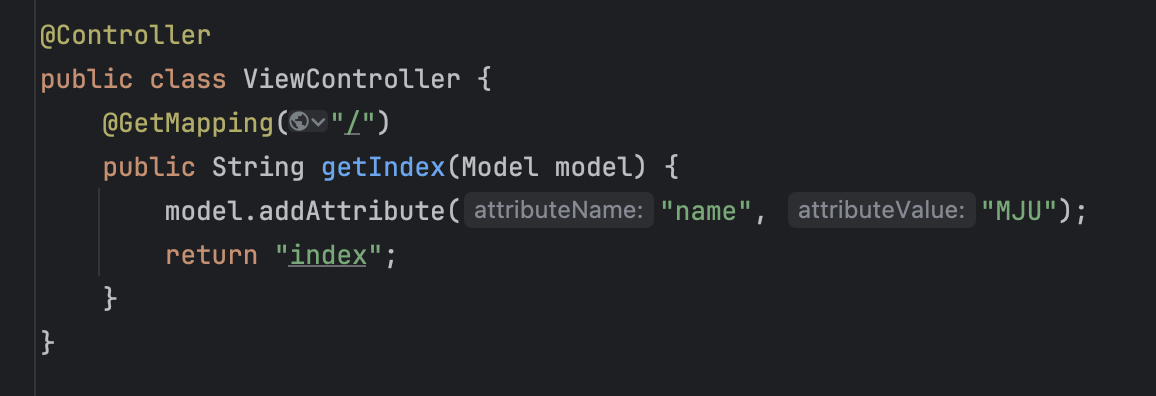 @Controller
public class ViewController {
@GetMapping("/")
public String getIndex(Model model) {
model.addAttribute( attributeName: "name", attributeValue: "MJU");
return "index";
}
}